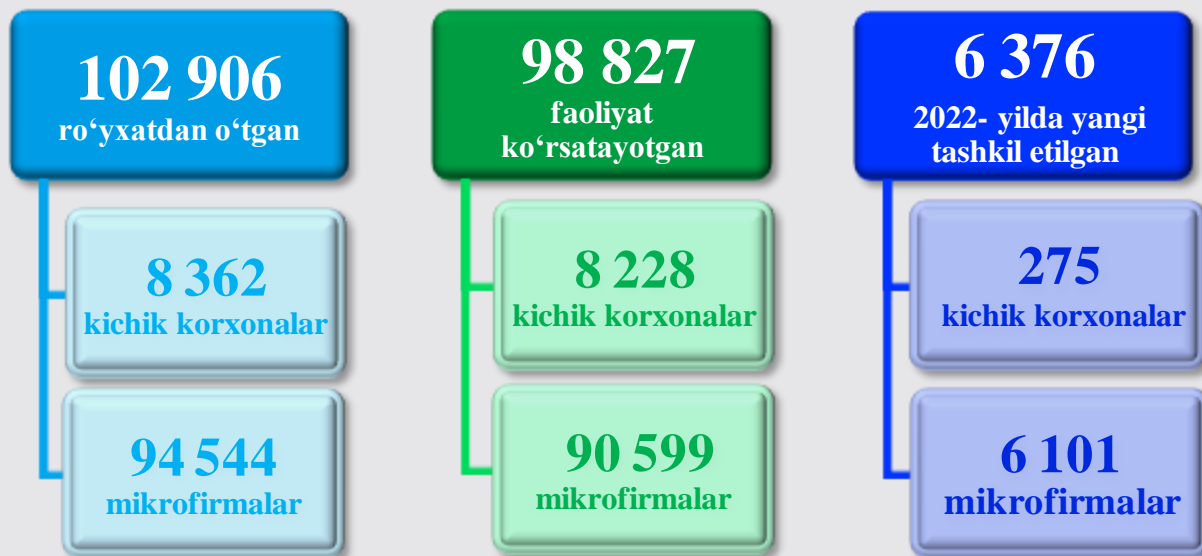 102 906
ro‘yxatdan o‘tgan
8 362
kichik korxonalar
94 544
mikrofirmalar
98 827
faoliyat
ko‘rsatayotgan
8 228
kichik korxonalar
90 599
mikrofirmalar
6 376
2022- yilda yangi
tashkil etilgan
275
kichik korxonalar
6 101
mikrofirmalar